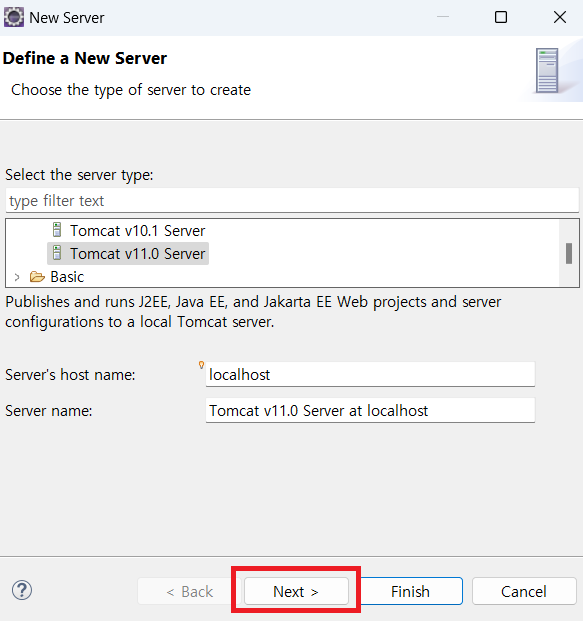 New Server
Define a New Server
Choose the type of server to create
Select the server type:
type filter text
Tomcat v10.1 Server
Tomcat v11.0 Server
Basic
Publishes and runs J2EE, Java EE, and Jakarta EE Web projects and server
configurations to a local Tomcat server.
Server's host name:
localhost
Server name:
Tomcat v11.0 Server at localhost
?
< Back
Next >
Finish
Cancel